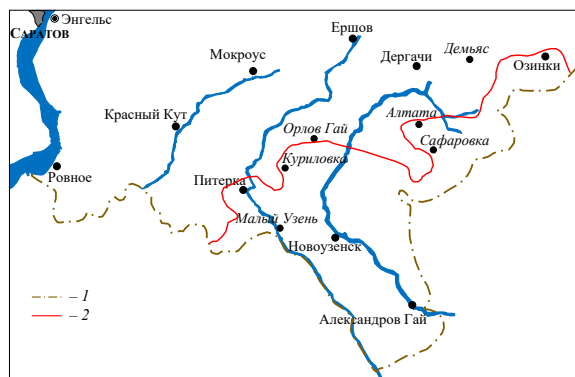 Энгельс
САРАТОВ
Ершов
Мокроус
Дергачи
Демьяс
Озинки
Красный Кут
Алтата
Орлов Гай
Сафаровка
Куриловка
Ровное
Питерка
Малый Узень
Новоузенск
– 1
– 2
Александров Гай